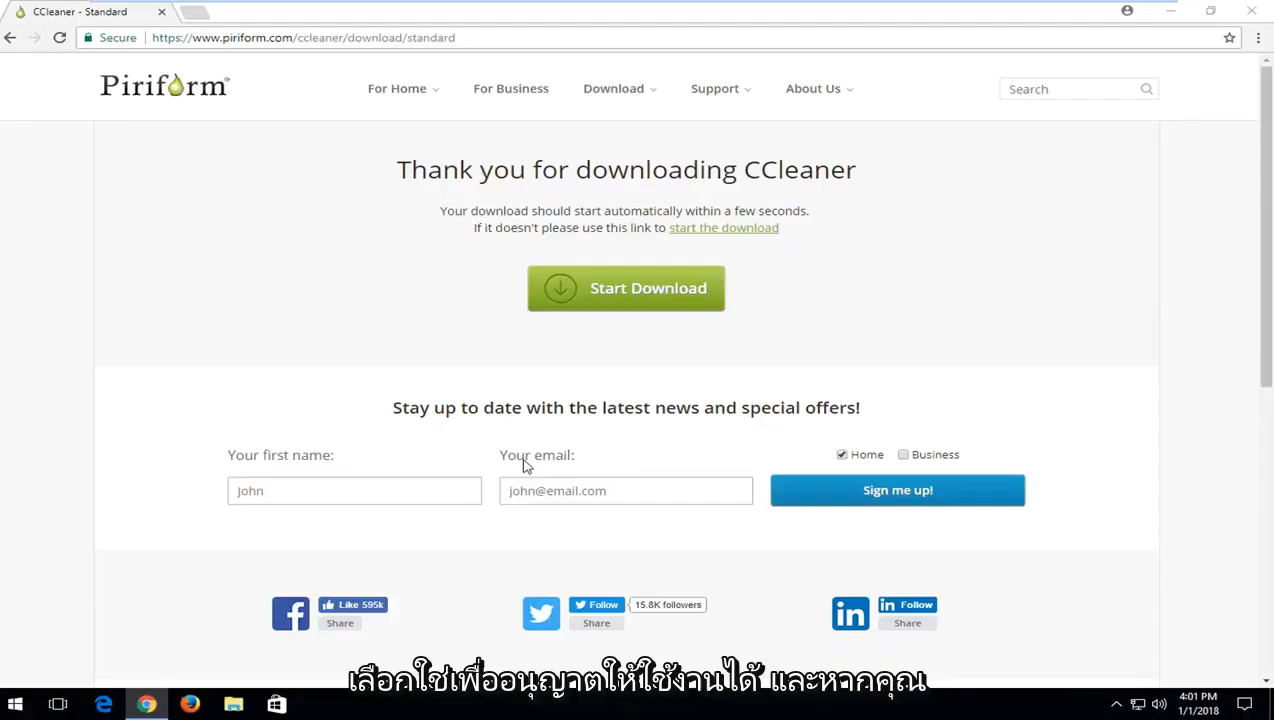 CCleaner - Standard
Secure https://www.piriform.com/ccleaner/download/standard
Piriform
For Home For Business Download Support About Us Search
Thank you for downloading CCleaner
Your download should start automatically within a few seconds.
If it doesn't please use this link to start the download
Start Download
Stay up to date with the latest news and special offers!
Your first name: Your email: Home Business
John john@email.com Sign me up!
Like 595k Follow 15.8K followers Follow
Share Share Share
เลือกใช่เพื่ออนุญาตให้ใช้งานได้ และหากคุณ
4:01 PM
1/1/2018